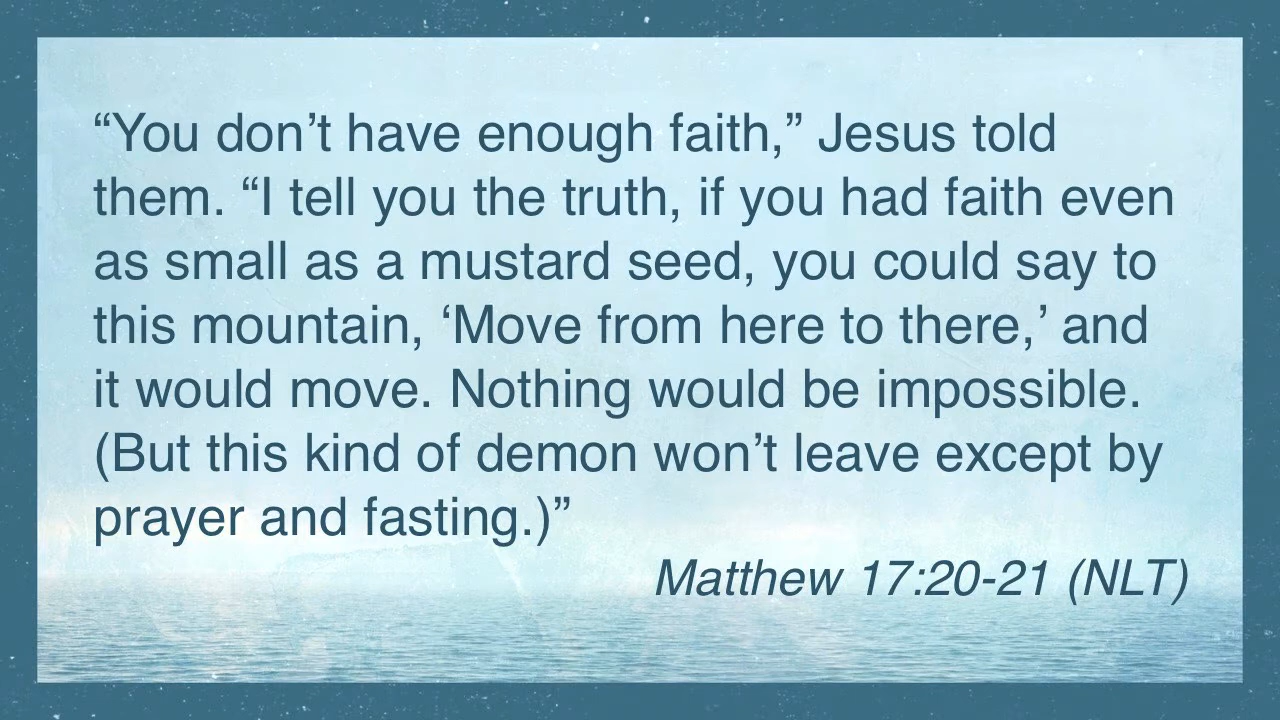 “You don’t have enough faith,” Jesus told
them. “I tell you the truth, if you had faith even
as small as a mustard seed, you could say to
this mountain, ‘Move from here to there,’ and
it would move. Nothing would be impossible.
(But this kind of demon won’t leave except by
prayer and fasting.)”
Matthew 17:20-21 (NLT)